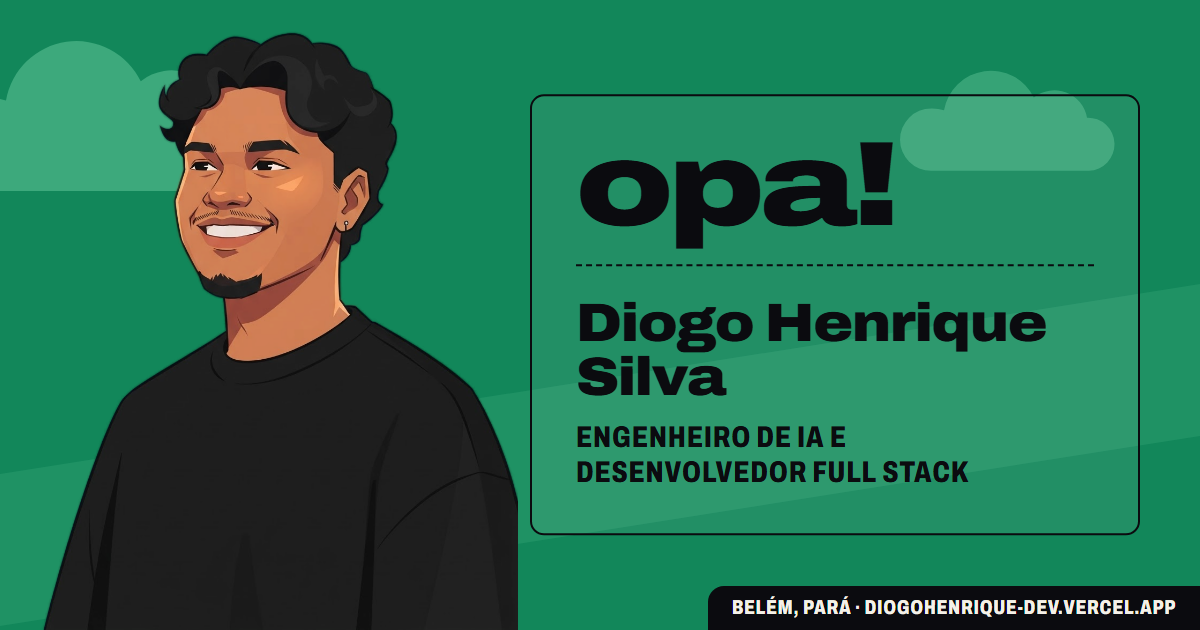 opa!
Diogo Henrique
Silva
ENGENHEIRO DE IA E
DESENVOLVEDOR FULL STACK
BELÉM, PARÁ · DIOGOHENRIQUE-DEV.VERCEL.APP